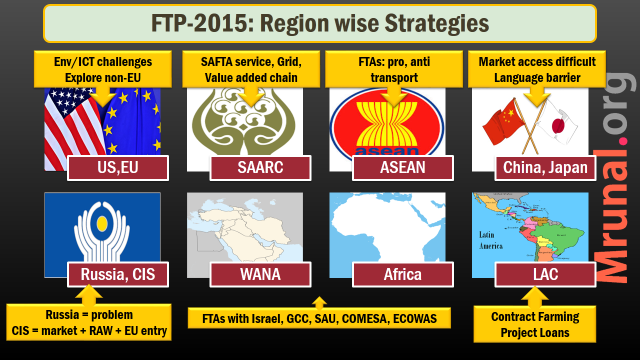 FTP-2015: Region wise Strategies
Env/ICT challenges
Explore non-EU
SAFTA service, Grid,
Value added chain
FTAs: pro, anti
transport
Market access difficult
Language barrier
asean
US,EU
SAARC
ASEAN
China, Japan
Latin
America
Russia, CIS
WANA
Africa
LAC
Russia = problem
CIS = market + RAW + EU entry
FTAs with Israel, GCC, SAU, COMESA, ECOWAS
Contract Farming
Project Loans
Mrunal.org